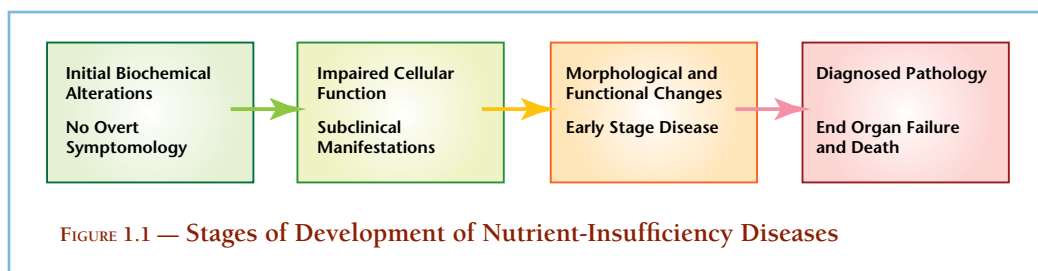 Initial Biochemical
Alterations
No Overt
Symptomology
Impaired Cellular
Function
Subclinical
Manifestations
Morphological and
Functional Changes
Early Stage Disease
Diagnosed Pathology
End Organ Failure
and Death
FIGURE 1.1 — Stages of Development of Nutrient-Insufficiency Diseases